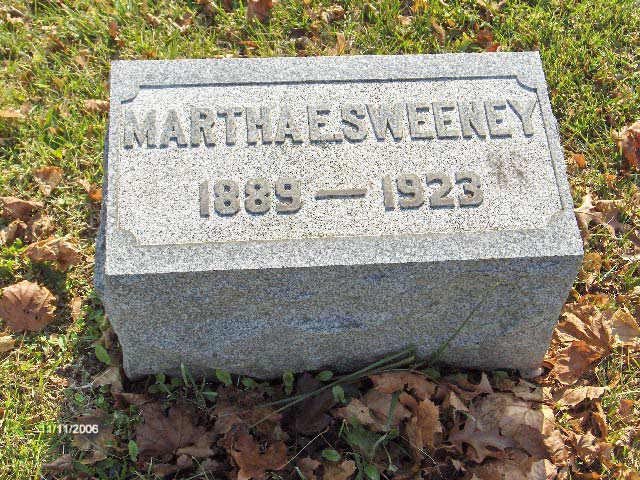 MARTHA E. SWEENEY
1889 — 1923
11/11/2006